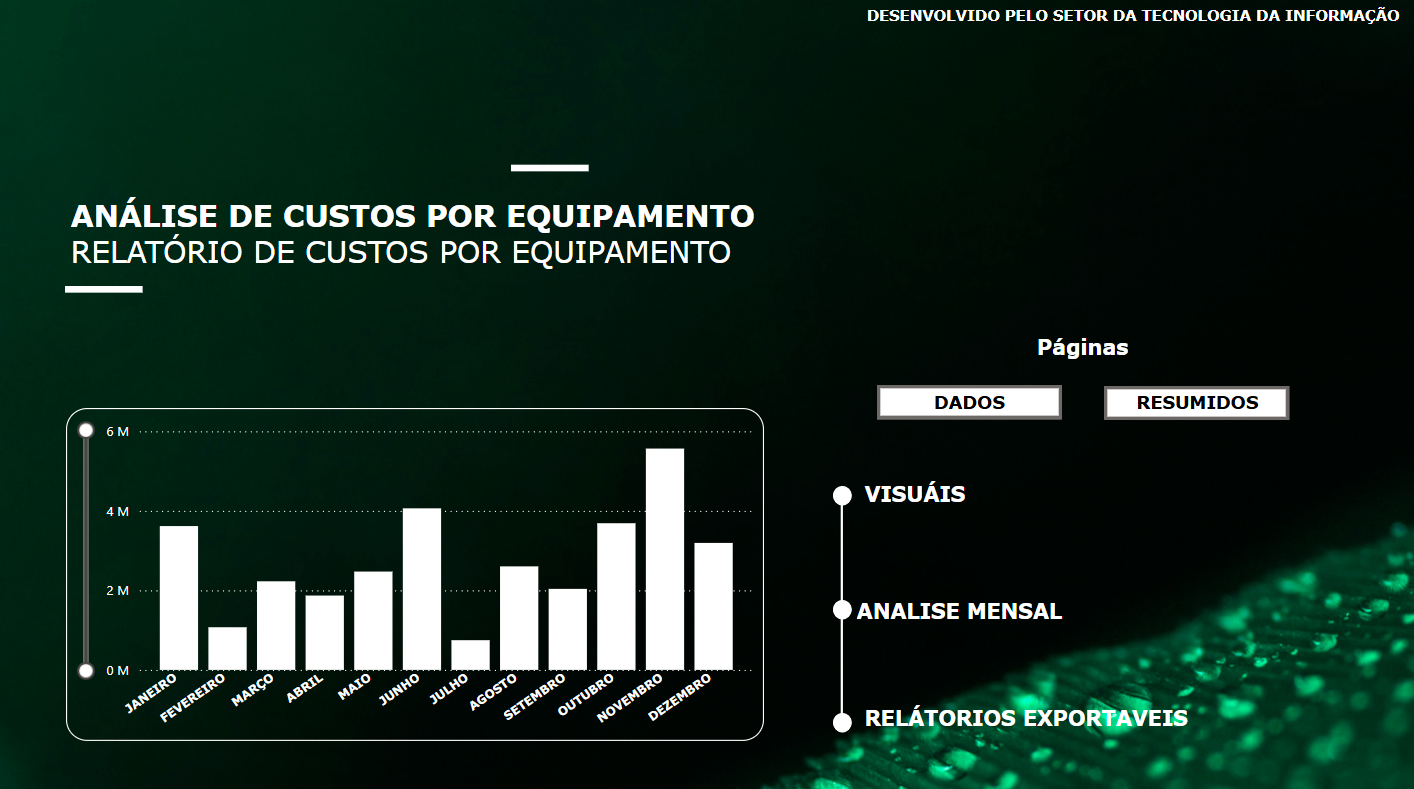 DESENVOLVIDO PELO SETOR DA TECNOLOGIA DA INFORMAÇÃO
ANÁLISE DE CUSTOS POR EQUIPAMENTO
RELATÓRIO DE CUSTOS POR EQUIPAMENTO
Páginas
DADOS
RESUMIDOS
6 M
4 M
2 M
0 M
JANEIRO
FEVEREIRO
MARÇO
ABRIL
MAIO
JUNHO
JULHO
AGOSTO
SETEMBRO
OUTUBRO
NOVEMBRO
DEZEMBRO
VISUÁIS
ANALISE MENSAL
RELÁTORIOS EXPORTAVEIS